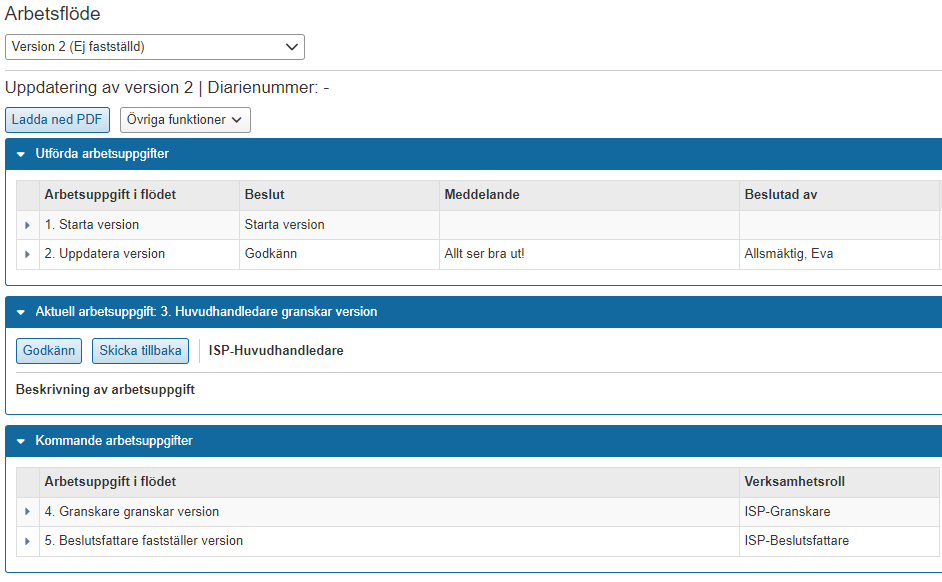 Arbetsflöde
Version 2 (Ej fastställd)
Uppdatering av version 2 | Diarienummer: -
Ladda ned PDF Övriga funktioner
Utförda arbetsuppgifter
Arbetsuppgift i flödet Beslut Meddelande Beslutad av
1. Starta version Starta version
2. Uppdatera version Godkänn Allt ser bra ut! Allsmäktig, Eva
Aktuell arbetsuppgift: 3. Huvudhandledare granskar version
Godkänn Skicka tillbaka ISP-Huvudhandledare
Beskrivning av arbetsuppgift
Kommande arbetsuppgifter
Arbetsuppgift i flödet Verksamhetsroll
4. Granskare granskar version ISP-Granskare
5. Beslutsfattare fastställer version ISP-Beslutsfattare